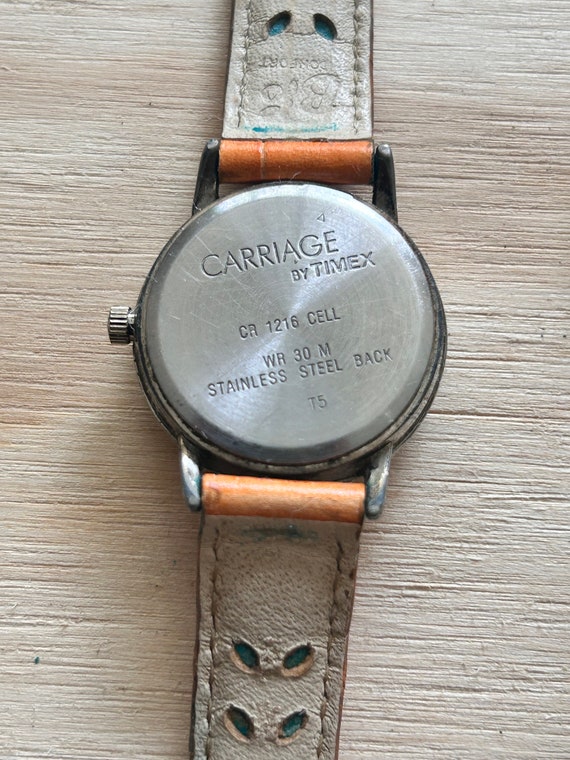 CARRIAGE
BY TIMEX
CR 1216 CELL
WR 30 M
STAINLESS STEEL BACK
T5